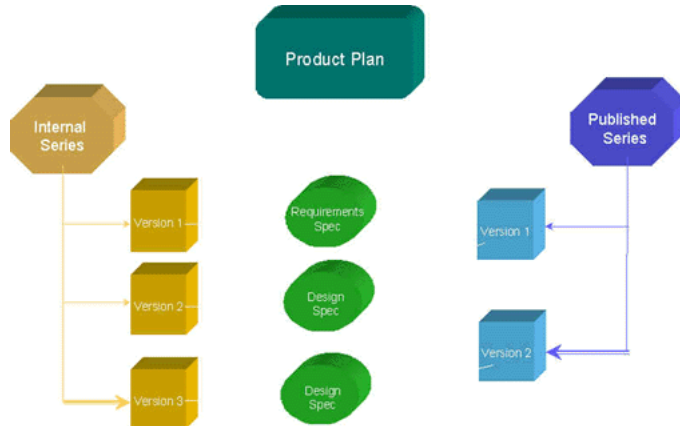 Product Plan
Internal
Series
Published
Series
Version 1
Requirements
Spec
Version 1
Version 2
Design
Spec
Version 2
Version 3
Design
Spec